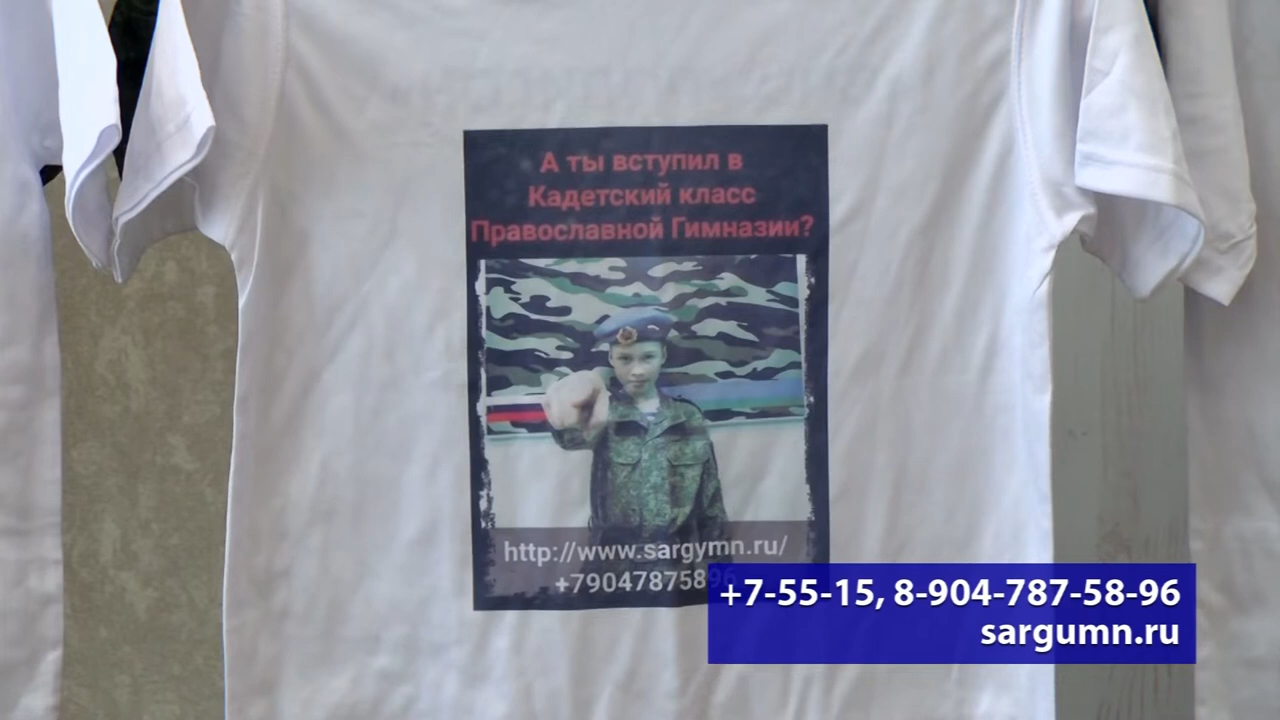 А ты вступил в
Кадетский класс
Православной Гимназии?
http://www.sargymn.ru/
+79047875896
+7-55-15, 8-904-787-58-96
sargumn.ru